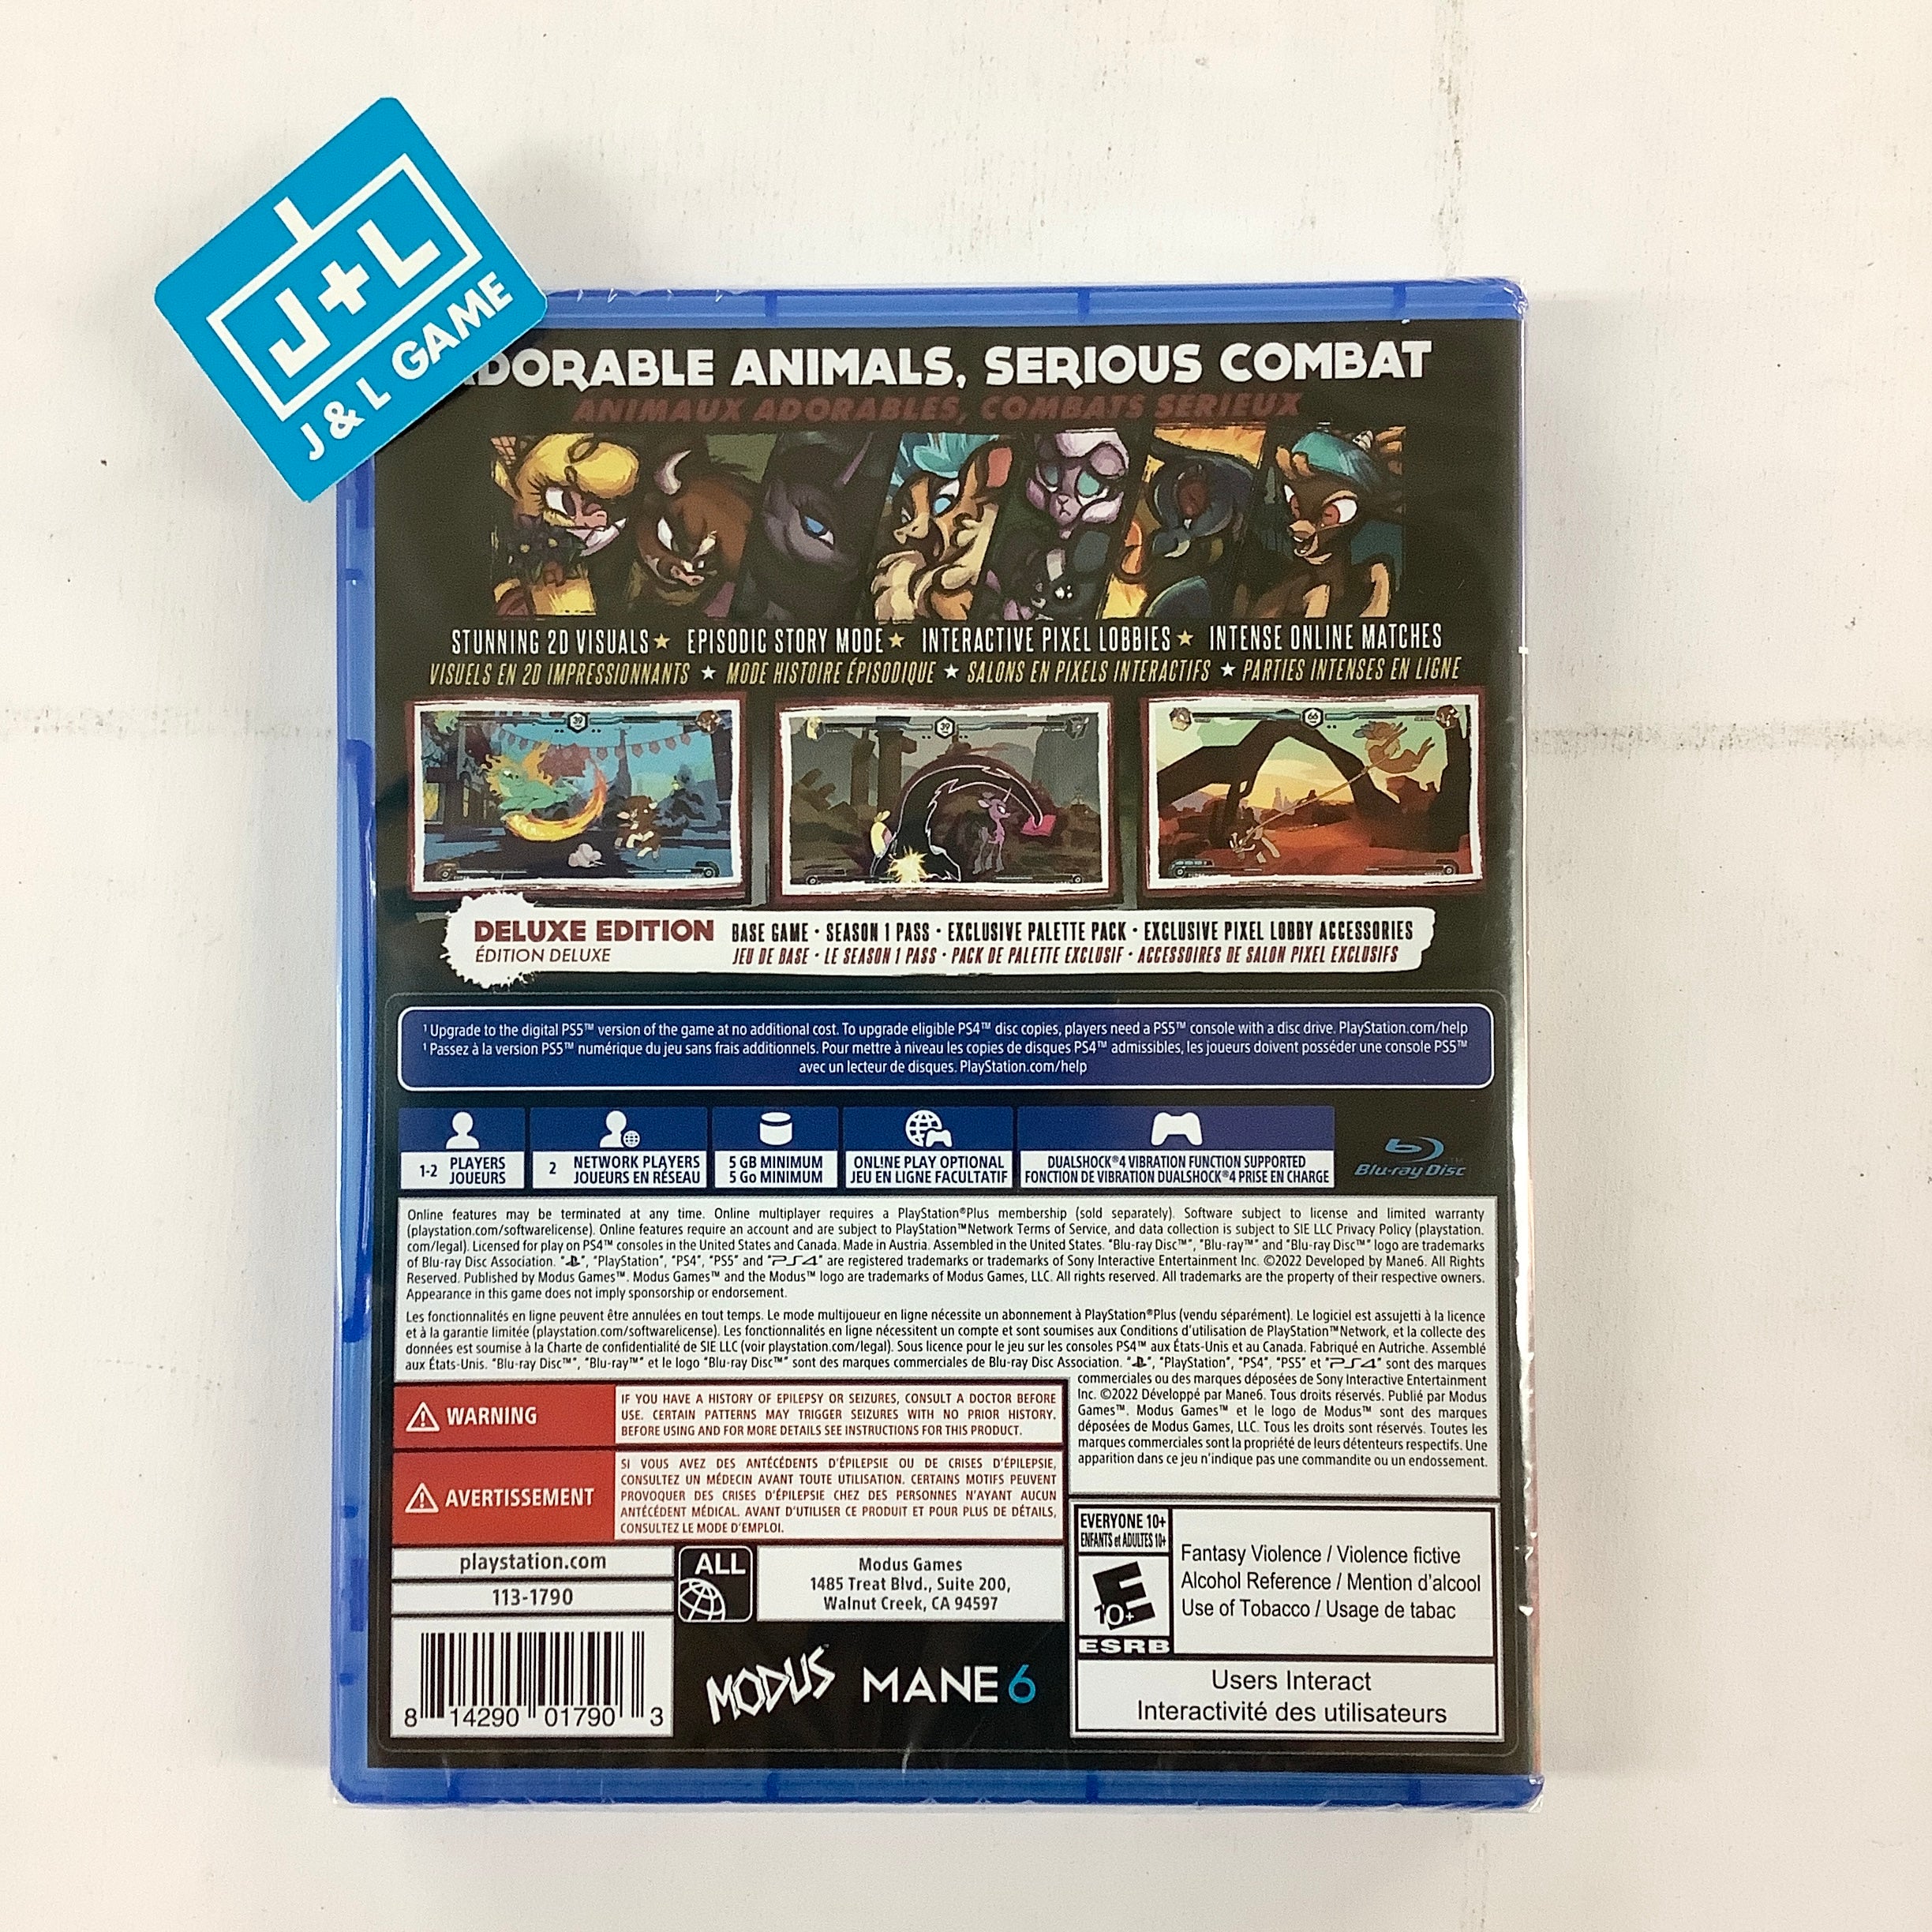 J+L
J & L GAME
ADORABLE ANIMALS, SERIOUS COMBAT
ANIMAUX ADORABLES, COMBATS SÉRIEUX
STUNNING 2D VISUALS ★ EPISODIC STORY MODE ★ INTERACTIVE PIXEL LOBBIES ★ INTENSE ONLINE MATCHES
VISUELS EN 2D IMPRESSIONNANTS ★ MODE HISTOIRE ÉPISODIQUE ★ SALONS EN PIXELS INTERACTIFS ★ PARTIES INTENSES EN LIGNE
39
39
66
DELUXE EDITION BASE GAME • SEASON 1 PASS • EXCLUSIVE PALETTE PACK • EXCLUSIVE PIXEL LOBBY ACCESSORIES
ÉDITION DELUXE JEU DE BASE • LE SEASON 1 PASS • PACK DE PALETTE EXCLUSIF • ACCESSOIRES DE SALON PIXEL EXCLUSIFS
¹ Upgrade to the digital PS5™ version of the game at no additional cost. To upgrade eligible PS4™ disc copies, players need a PS5™ console with a disc drive. PlayStation.com/help
¹ Passez à la version PS5™ numérique du jeu sans frais additionnels. Pour mettre à niveau les copies de disques PS4™ admissibles, les joueurs doivent posséder une console PS5™
avec un lecteur de disques. PlayStation.com/help
1-2 PLAYERS
JOUEURS
2 NETWORK PLAYERS
JOUEURS EN RÉSEAU
5 GB MINIMUM
5 Go MINIMUM
ONLINE PLAY OPTIONAL
JEU EN LIGNE FACULTATIF
DUALSHOCK®4 VIBRATION FUNCTION SUPPORTED
FONCTION DE VIBRATION DUALSHOCK®4 PRISE EN CHARGE
Blu-ray Disc™
Online features may be terminated at any time. Online multiplayer requires a PlayStation®Plus membership (sold separately). Software subject to license and limited warranty
(playstation.com/softwarelicense). Online features require an account and are subject to PlayStation™Network Terms of Service, and data collection is subject to SIE LLC Privacy Policy (playstation.
com/legal). Licensed for play on PS4™ consoles in the United States and Canada. Made in Austria. Assembled in the United States. "Blu-ray Disc™", "Blu-ray™" and "Blu-ray Disc™" logo are trademarks
of Blu-ray Disc Association. "", "PlayStation", "PS4", "PS5" and "PS4" are registered trademarks or trademarks of Sony Interactive Entertainment Inc. ©2022 Developed by Mane6. All Rights
Reserved. Published by Modus Games™. Modus Games™ and the Modus™ logo are trademarks of Modus Games, LLC. All rights reserved. All trademarks are the property of their respective owners.
Appearance in this game does not imply sponsorship or endorsement.
Les fonctionnalités en ligne peuvent être annulées en tout temps. Le mode multijoueur en ligne nécessite un abonnement à PlayStation®Plus (vendu séparément). Le logiciel est assujetti à la licence
et à la garantie limitée (playstation.com/softwarelicense). Les fonctionnalités en ligne nécessitent un compte et sont soumises aux Conditions d'utilisation de PlayStation™Network, et la collecte des
données est soumise à la Charte de confidentialité de SIE LLC (voir playstation.com/legal). Sous licence pour le jeu sur les consoles PS4™ aux États-Unis et au Canada. Fabriqué en Autriche. Assemblé
aux États-Unis. "Blu-ray Disc™", "Blu-ray™" et le logo "Blu-ray Disc™" sont des marques commerciales de Blu-ray Disc Association. "", "PlayStation", "PS4", "PS5" et "PS4" sont des marques
commerciales ou des marques déposées de Sony Interactive Entertainment
Inc. ©2022 Développé par Mane6. Tous droits réservés. Publié par Modus
Games™. Modus Games™ et le logo de Modus™ sont des marques
déposées de Modus Games, LLC. Tous les droits sont réservés. Toutes les
marques commerciales sont la propriété de leurs détenteurs respectifs. Une
apparition dans ce jeu n'indique pas une commandite ou un endossement.
WARNING
IF YOU HAVE A HISTORY OF EPILEPSY OR SEIZURES, CONSULT A DOCTOR BEFORE
USE. CERTAIN PATTERNS MAY TRIGGER SEIZURES WITH NO PRIOR HISTORY.
BEFORE USING AND FOR MORE DETAILS SEE INSTRUCTIONS FOR THIS PRODUCT.
AVERTISSEMENT
SI VOUS AVEZ DES ANTÉCÉDENTS D'ÉPILEPSIE OU DE CRISES D'ÉPILEPSIE,
CONSULTEZ UN MÉDECIN AVANT TOUTE UTILISATION. CERTAINS MOTIFS PEUVENT
PROVOQUER DES CRISES D'ÉPILEPSIE CHEZ DES PERSONNES N'AYANT AUCUN
ANTÉCÉDENT MÉDICAL. AVANT D'UTILISER CE PRODUIT ET POUR PLUS DE DÉTAILS,
CONSULTEZ LE MODE D'EMPLOI.
playstation.com
113-1790
ALL
Modus Games
1485 Treat Blvd., Suite 200,
Walnut Creek, CA 94597
8 14290 01790 3
MODUS MANE6
EVERYONE 10+
ENFANTS et ADULTES 10+
E
10+
ESRB
Fantasy Violence / Violence fictive
Alcohol Reference / Mention d'alcool
Use of Tobacco / Usage de tabac
Users Interact
Interactivité des utilisateurs